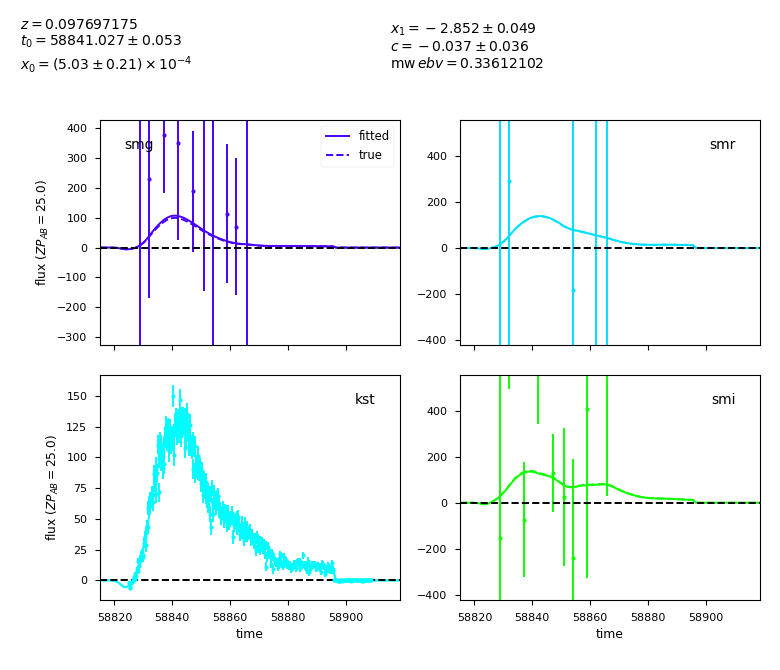 z = 0.097697175
t₀ = 58841.027 ± 0.053
x₀ = (5.03 ± 0.21) × 10⁻⁴
x₁ = −2.852 ± 0.049
c = −0.037 ± 0.036
mw ebv = 0.33612102
smg
fitted
true
400
300
200
100
0
−100
−200
−300
flux (ZP_AB = 25.0)
smr
400
200
0
−200
−400
kst
150
125
100
75
50
25
0
flux (ZP_AB = 25.0)
58820 58840 58860 58880 58900
time
smi
400
200
0
−200
−400
58820 58840 58860 58880 58900
time